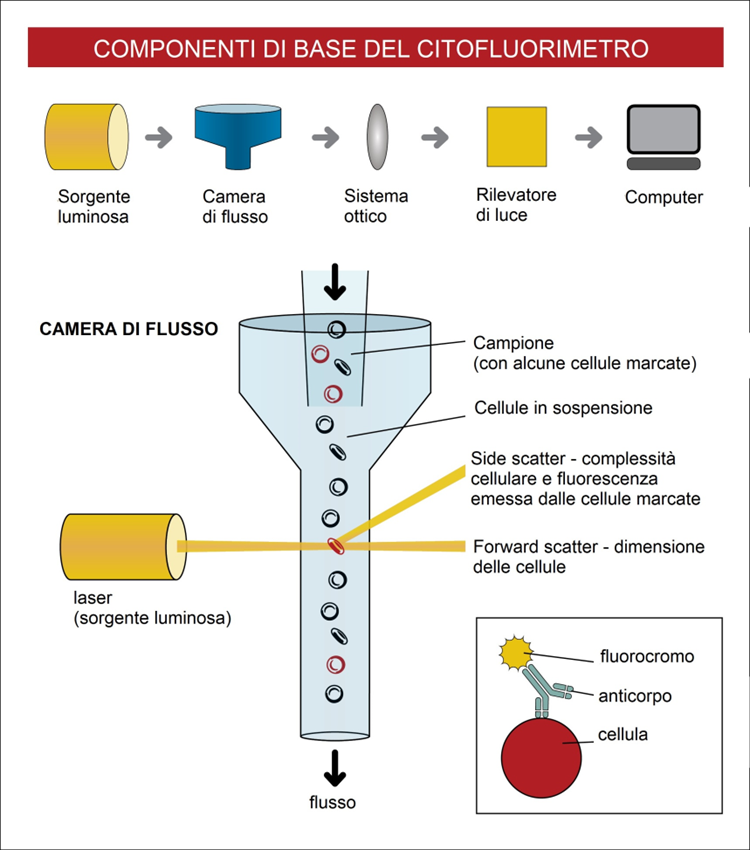 COMPONENTI DI BASE DEL CITOFLUORIMETRO
Sorgente
luminosa
Camera
di flusso
Sistema
ottico
Rilevatore
di luce
Computer
CAMERA DI FLUSSO
Campione
(con alcune cellule marcate)
Cellule in sospensione
Side scatter - complessità
cellulare e fluorescenza
emessa dalle cellule marcate
Forward scatter - dimensione
delle cellule
laser
(sorgente luminosa)
fluorocromo
anticorpo
cellula
flusso